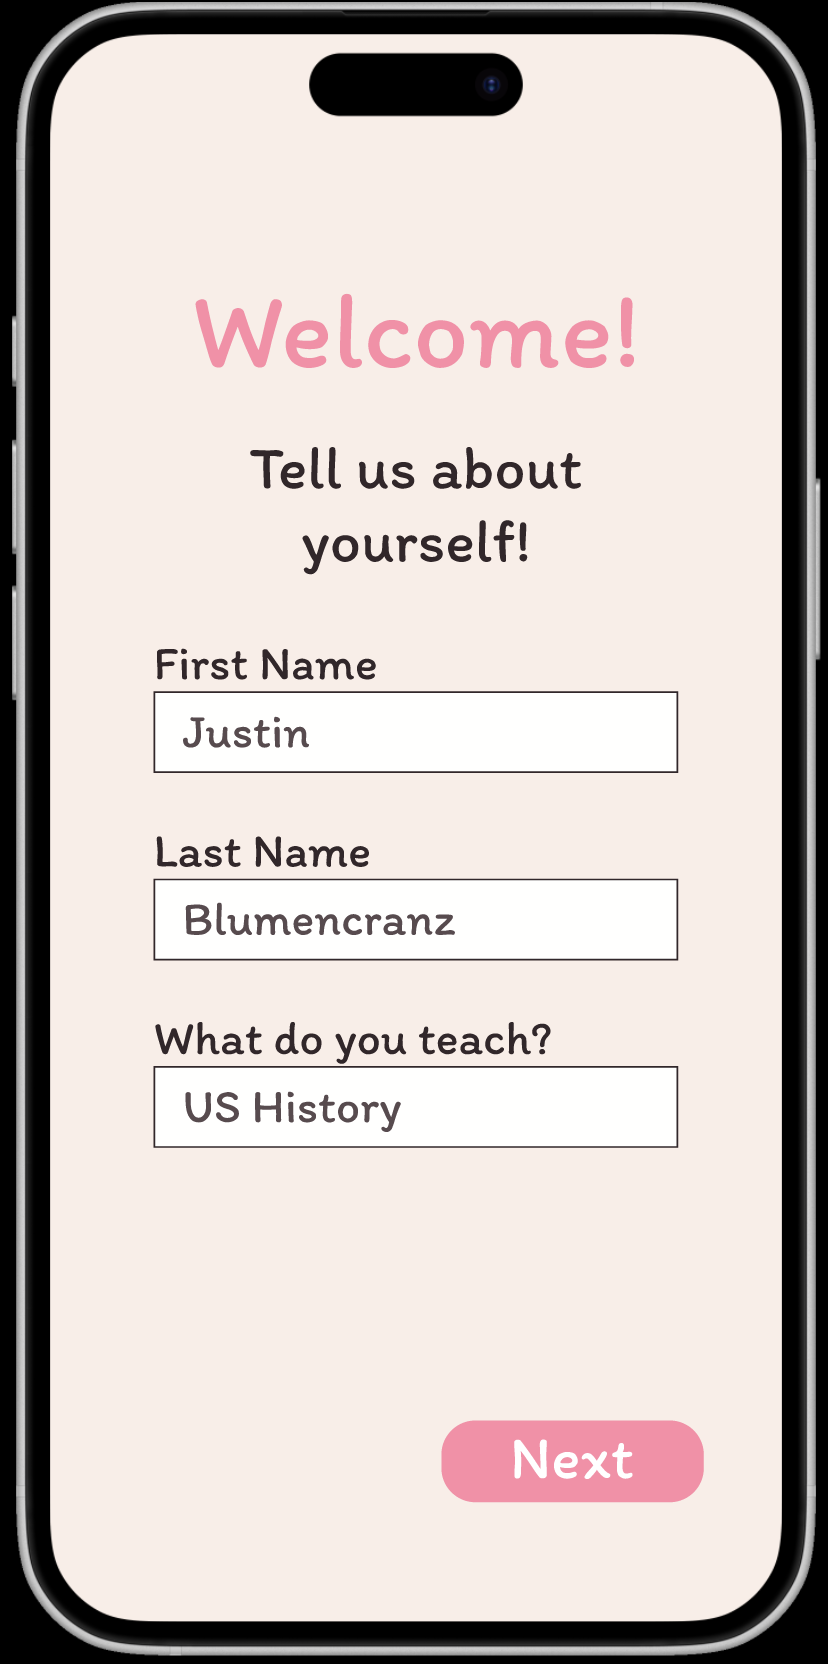 Welcome!
Tell us about
yourself!
First Name
Justin
Last Name
Blumencranz
What do you teach?
US History
Next